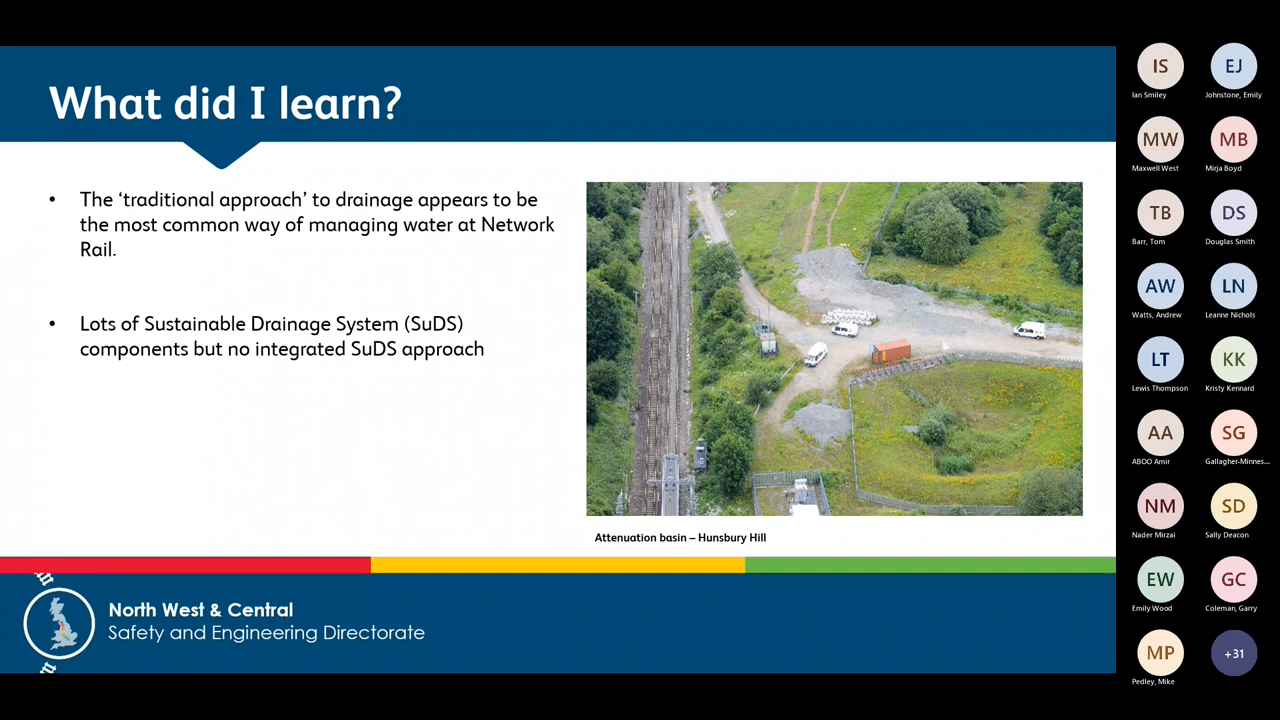 What did I learn?
• The ‘traditional approach’ to drainage appears to be
the most common way of managing water at Network
Rail.
• Lots of Sustainable Drainage System (SuDS)
components but no integrated SuDS approach
Attenuation basin – Hunsbury Hill
North West & Central
Safety and Engineering Directorate
IS
Ian Smiley
EJ
Johnstone, Emily
MW
Maxwell West
MB
Mirja Boyd
TB
Barr, Tom
DS
Douglas Smith
AW
Watts, Andrew
LN
Leanne Nichols
LT
Lewis Thompson
KK
Kristy Kennard
AA
ABOO Amir
SG
Gallagher-Minnes...
NM
Nader Mirzai
SD
Sally Deacon
EW
Emily Wood
GC
Coleman, Garry
MP
Pedley, Mike
+31